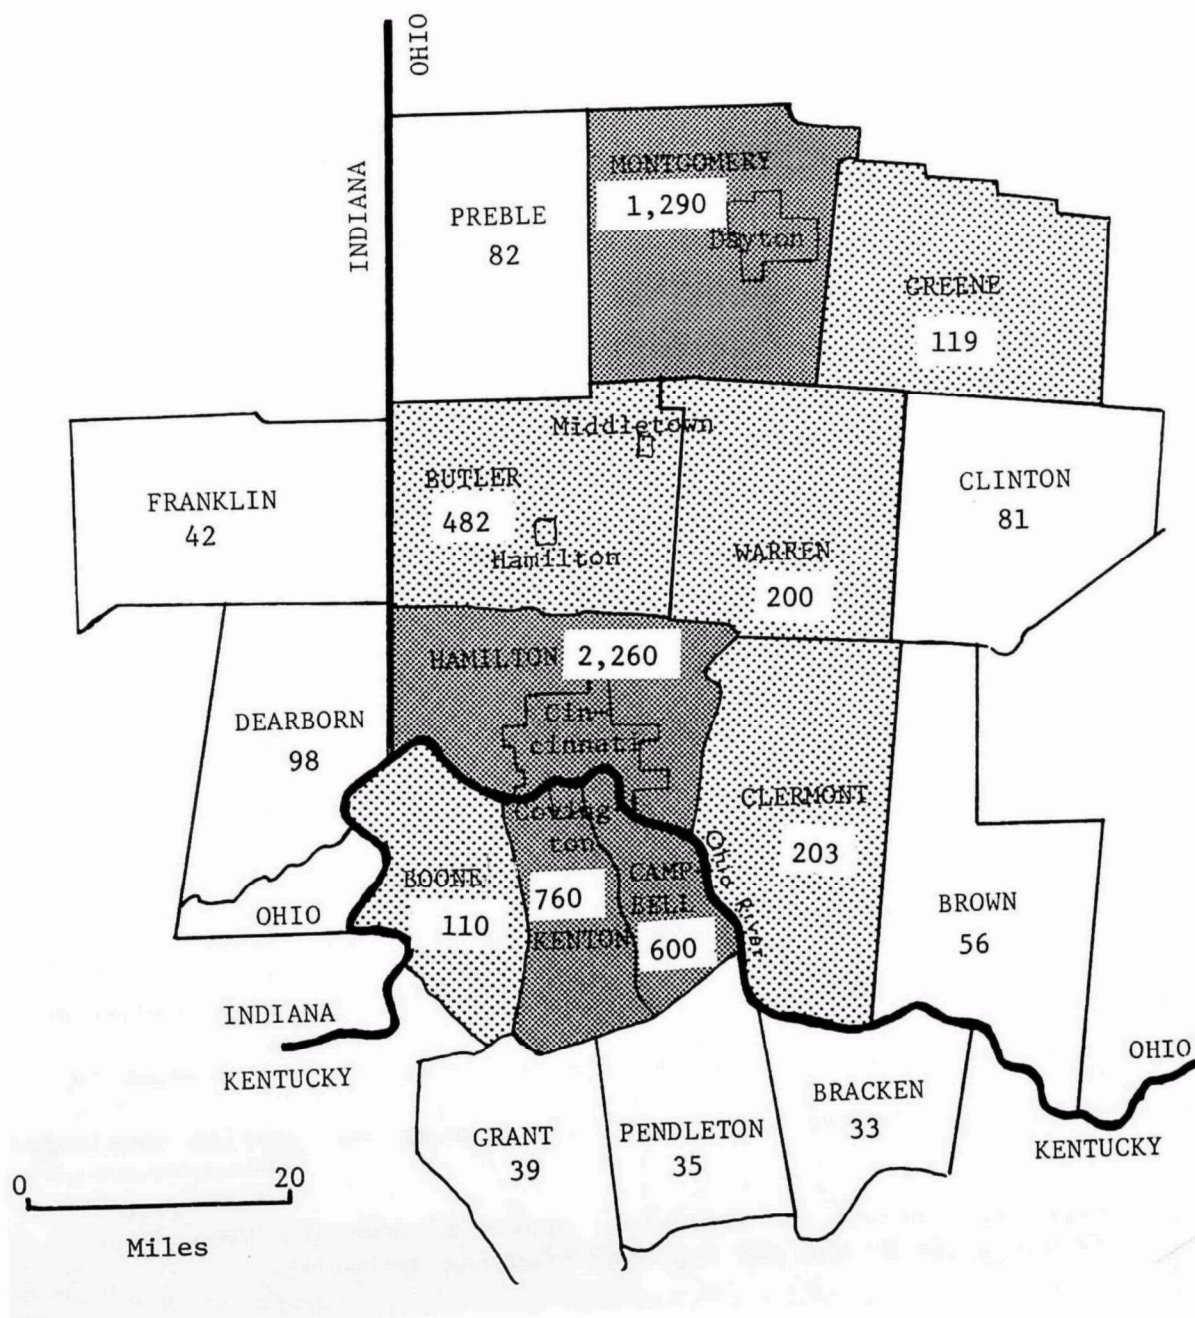 OHIO
INDIANA
MONTGOMERY
1,290
Dayton
PREBLE
82
GREENE
119
Middletown
BUTLER
482
Hamilton
FRANKLIN
42
CLINTON
81
WARREN
200
HAMILTON 2,260
Cin-
cinnati
DEARBORN
98
CLERMONT
203
Coving-
ton
Ohio River
BOONE
110
760
KENTON
CAMP-
BELL
600
BROWN
56
OHIO
INDIANA
KENTUCKY
OHIO
KENTUCKY
BRACKEN
33
PENDLETON
35
GRANT
39
0 20
Miles